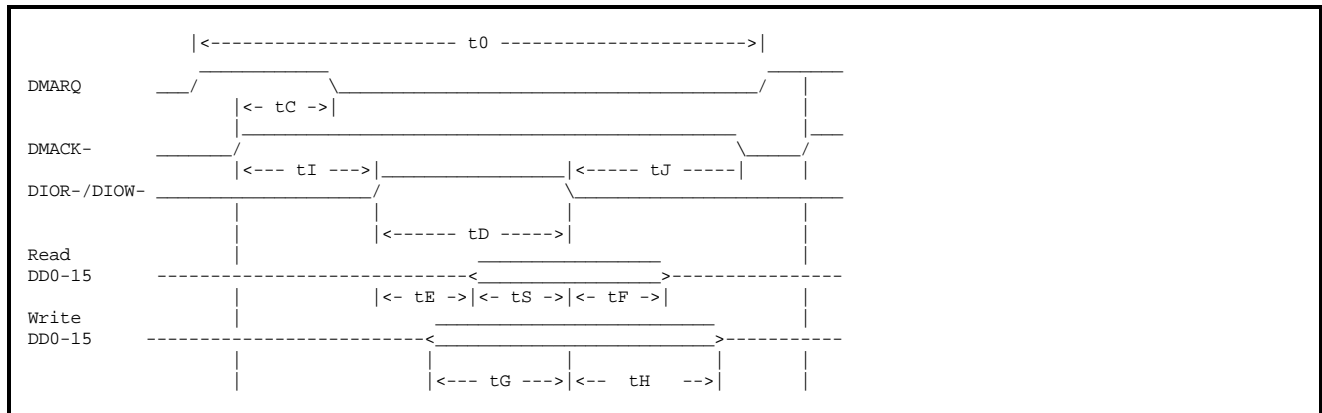 |<----------------------- t0 ----------------------->|
DMARQ ___/
|<- tC ->|
DMACK-
|<--- tI --->| |<----- tJ -----|
DIOR-/DIOW-
|<------ tD ----->|
Read
DD0-15 -----------------------------< >----------------
|<- tE ->|<- tS ->|<- tF ->|
Write
DD0-15 --------------------------< >-----------
|<--- tG --->|<-- tH -->|